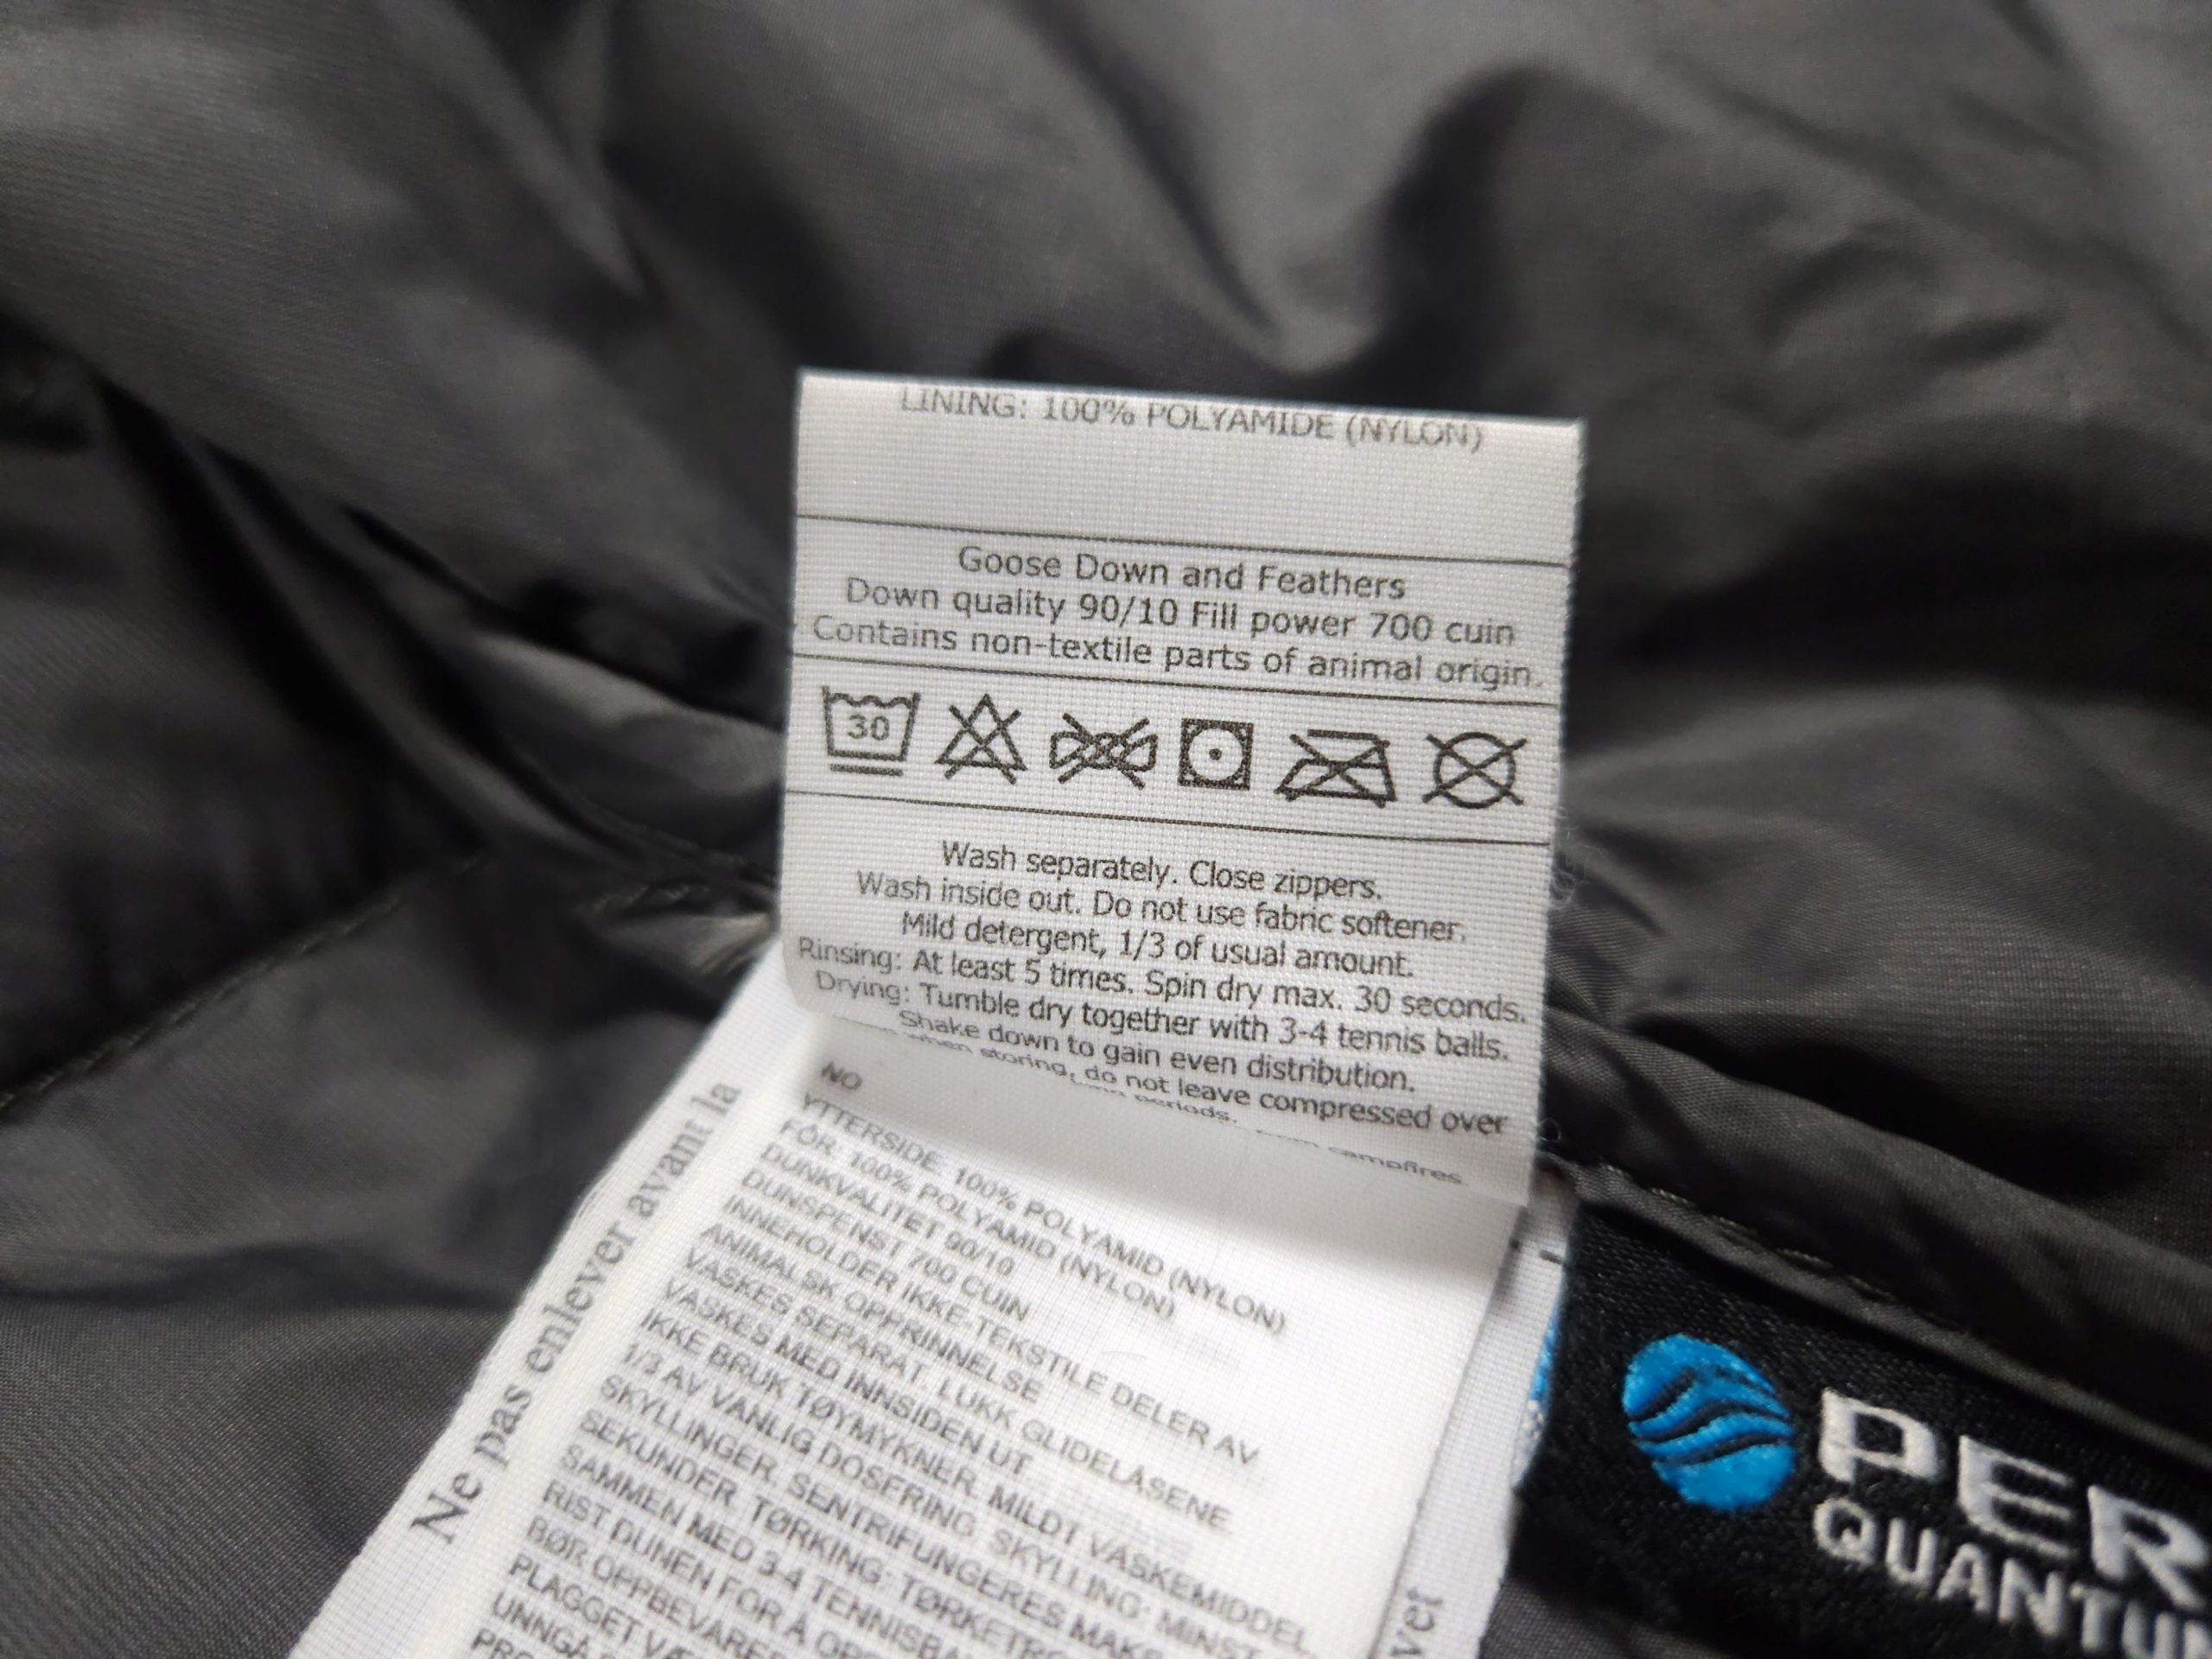 LINING: 100% POLYAMIDE (NYLON)
Goose Down and Feathers
Down quality 90/10 Fill power 700 cuin
Contains non-textile parts of animal origin.
30
Wash separately. Close zippers.
Wash inside out. Do not use fabric softener.
Mild detergent, 1/3 of usual amount.
Rinsing: At least 5 times. Spin dry max. 30 seconds.
Drying: Tumble dry together with 3-4 tennis balls.
Shake down to gain even distribution.
when storing, do not leave compressed over
periods.
campfires
NO
YTTERSIDE: 100% POLYAMID (NYLON)
FÔR: 100% POLYAMID (NYLON)
DUNKVALITET 90/10
DUNSPENST 700 CUIN
INNEHOLDER IKKE-TEKSTILE DELER AV
ANIMALSK OPPRINNELSE
VASKES SEPARAT. LUKK GLIDELÅSENE
VASKES MED INNSIDEN UT
IKKE BRUK TØYMYKNER. MILDT VASKEMIDDEL
1/3 AV VANLIG DOSERING. SKYLLING: MINST
SKYLLINGER. SENTRIFUNGERES MAKS
SEKUNDER. TØRKING:
SAMMEN MED 3-4
RIST DUNEN FOR Å
BØR OPPBEVARES
PLAGGET
UNNGÅ
Ne pas enlever avant la
PER
QUANTU